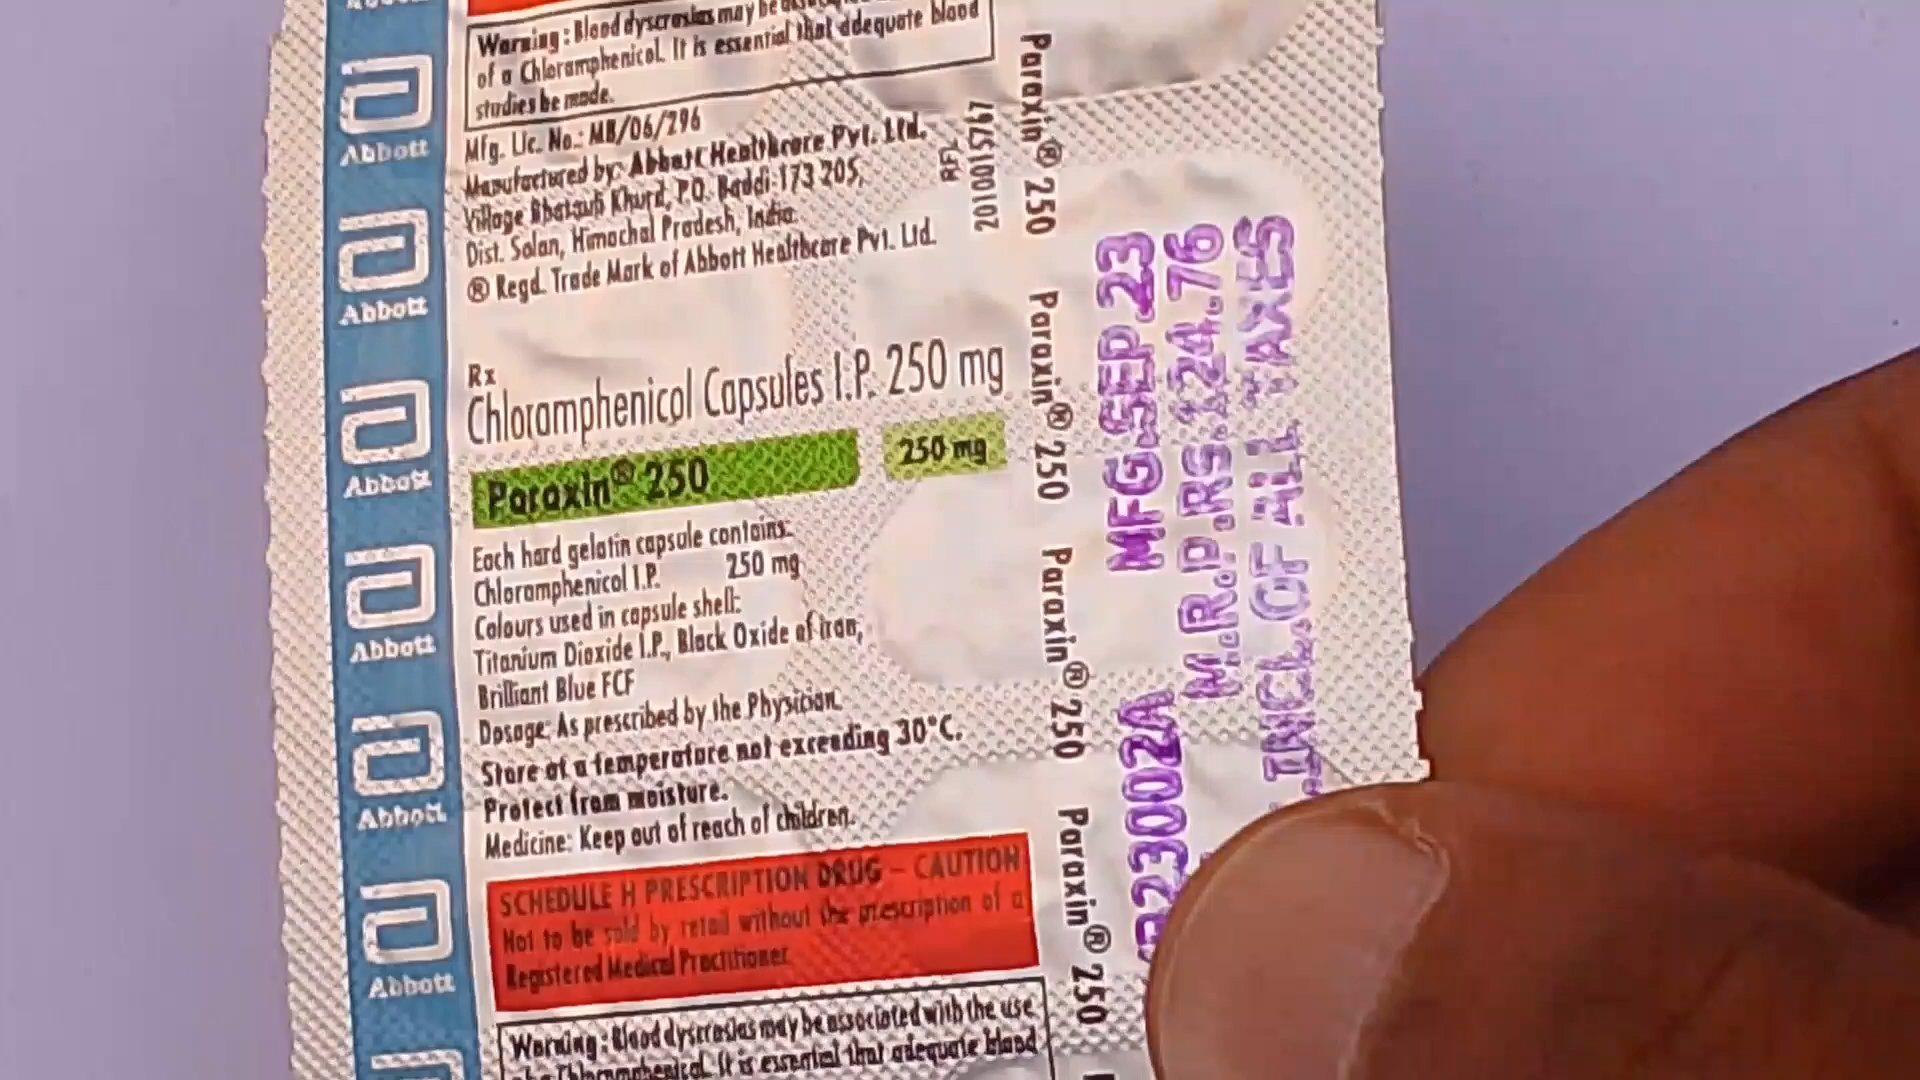 Abbott
Abbott
Abbott
Abbott
Abbott
Abbott
Warning : Blood dyscrasias may be
of a Chloramphenicol. It is essential that adequate blood
studies be made.
Mfg. Lic. No.: MB/06/296
Manufactured by: Abbott Healthcare Pvt. Ltd.
Village Bhatauli Khurd, P.O. Baddi-173 205,
Dist. Solan, Himachal Pradesh, India.
® Regd. Trade Mark of Abbott Healthcare Pvt. Ltd.
RFL
2010015297
Rx
Chloramphenicol Capsules I.P. 250 mg
Paraxin® 250
250 mg
Each hard gelatin capsule contains:
Chloramphenicol I.P. 250 mg
Colours used in capsule shell:
Titanium Dioxide I.P., Black Oxide of iron,
Brilliant Blue FCF
Dosage: As prescribed by the Physician.
Store at a temperature not exceeding 30°C.
Protect from moisture.
Medicine: Keep out of reach of children.
SCHEDULE H PRESCRIPTION DRUG – CAUTION
Not to be sold by retail without the prescription of a
Registered Medical Practitioner.
Warning : Blood dyscrasias may be associated with the use
of a Chloramphenicol. It is essential that adequate blood
Paraxin® 250
Paraxin® 250
Paraxin® 250
Paraxin® 250
MFG.SEP.23
M.R.P.RS.124.76
INCL.OF ALL TAXES